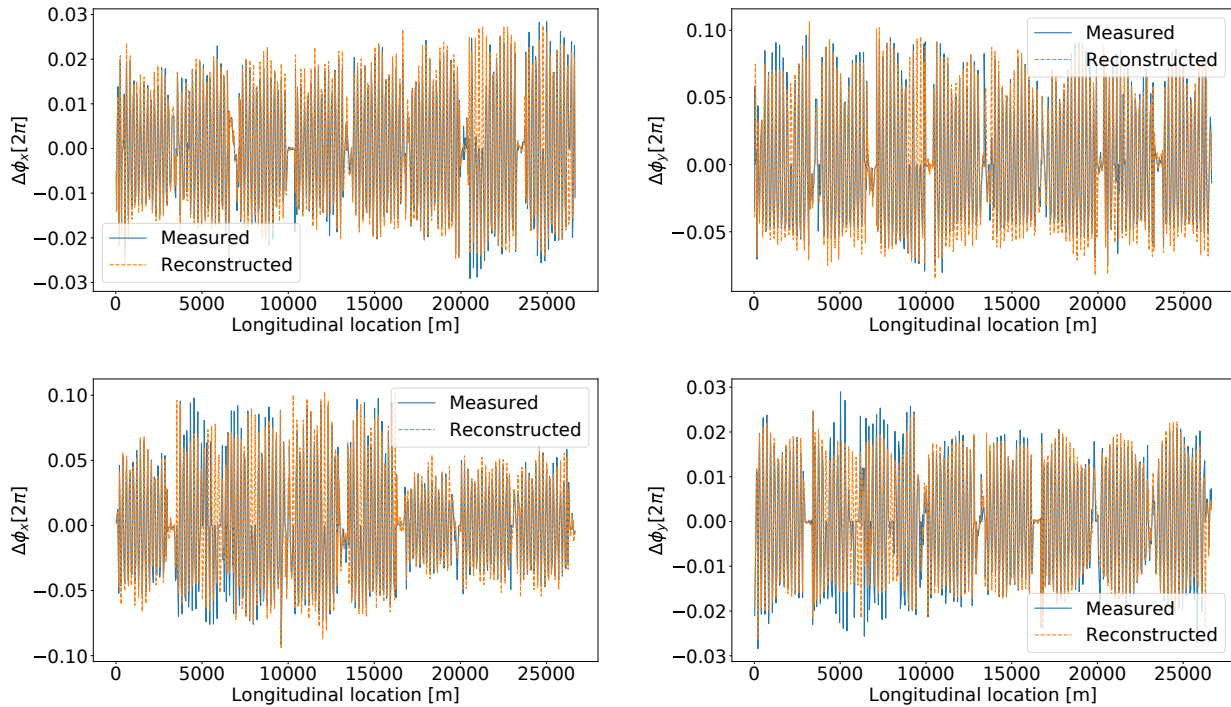 0.03
0.02
0.01
0.00
−0.01
−0.02
−0.03
Δϕx[2π]
Measured
Reconstructed
0 5000 10000 15000 20000 25000
Longitudinal location [m]
0.10
0.05
0.00
−0.05
Δϕy[2π]
Measured
Reconstructed
0 5000 10000 15000 20000 25000
Longitudinal location [m]
0.10
0.05
0.00
−0.05
−0.10
Δϕx[2π]
Measured
Reconstructed
0 5000 10000 15000 20000 25000
Longitudinal location [m]
0.03
0.02
0.01
0.00
−0.01
−0.02
−0.03
Δϕy[2π]
Measured
Reconstructed
0 5000 10000 15000 20000 25000
Longitudinal location [m]